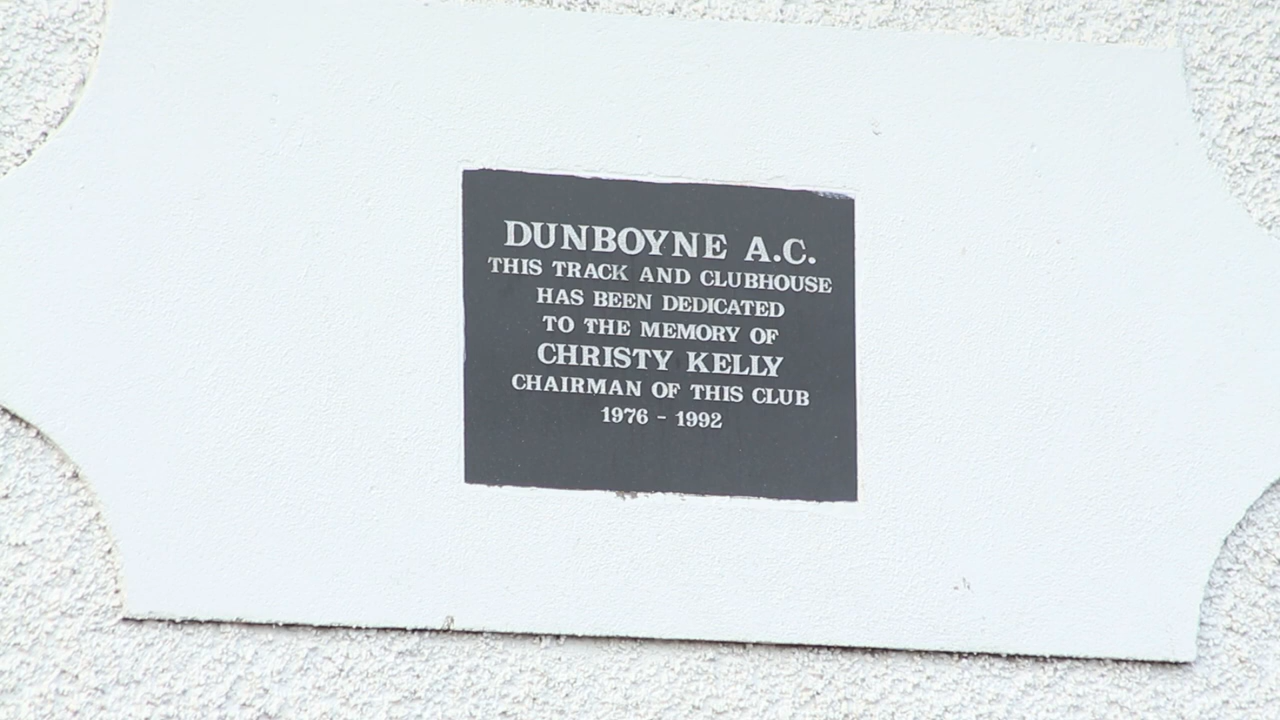 DUNBOYNE A.C.
THIS TRACK AND CLUBHOUSE
HAS BEEN DEDICATED
TO THE MEMORY OF
CHRISTY KELLY
CHAIRMAN OF THIS CLUB
1976 - 1992